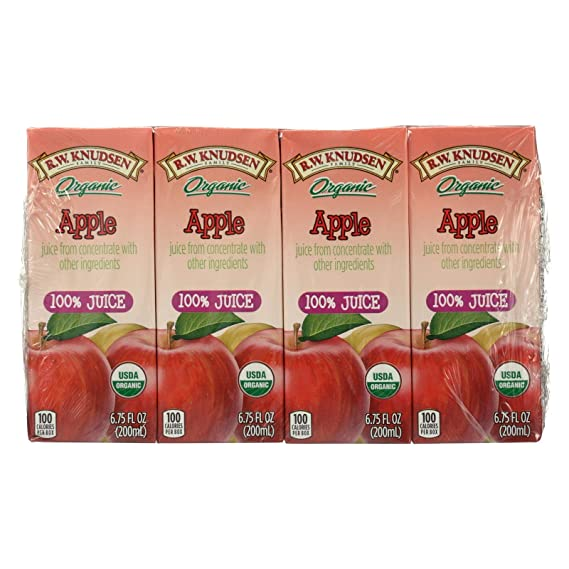 R.W. KNUDSEN
FAMILY
Organic
Apple
juice from concentrate with
other ingredients
100% JUICE
USDA
ORGANIC
100
CALORIES
PER BOX
6.75 FL OZ
(200mL)
R.W. KNUDSEN
FAMILY
Organic
Apple
juice from concentrate with
other ingredients
100% JUICE
USDA
ORGANIC
100
CALORIES
PER BOX
6.75 FL OZ
(200mL)
R.W. KNUDSEN
FAMILY
Organic
Apple
juice from concentrate with
other ingredients
100% JUICE
USDA
ORGANIC
100
CALORIES
PER BOX
6.75 FL OZ
(200mL)
R.W. KNUDSEN
FAMILY
Organic
Apple
juice from concentrate with
other ingredients
100% JUICE
USDA
ORGANIC
100
CALORIES
PER BOX
6.75 FL OZ
(200mL)